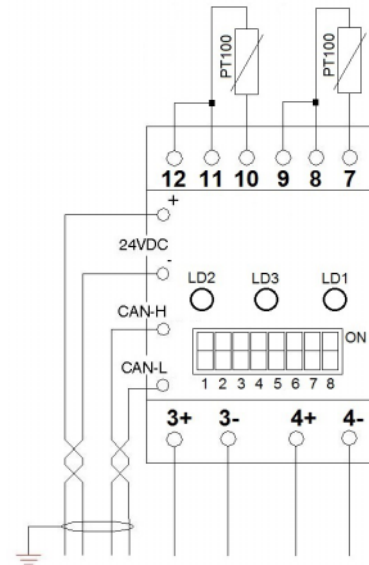 PT100
PT100
12 11 10 9 8 7
+
24VDC
-
LD2 LD3 LD1
CAN-H
ON
CAN-L
1 2 3 4 5 6 7 8
3+ 3- 4+ 4-